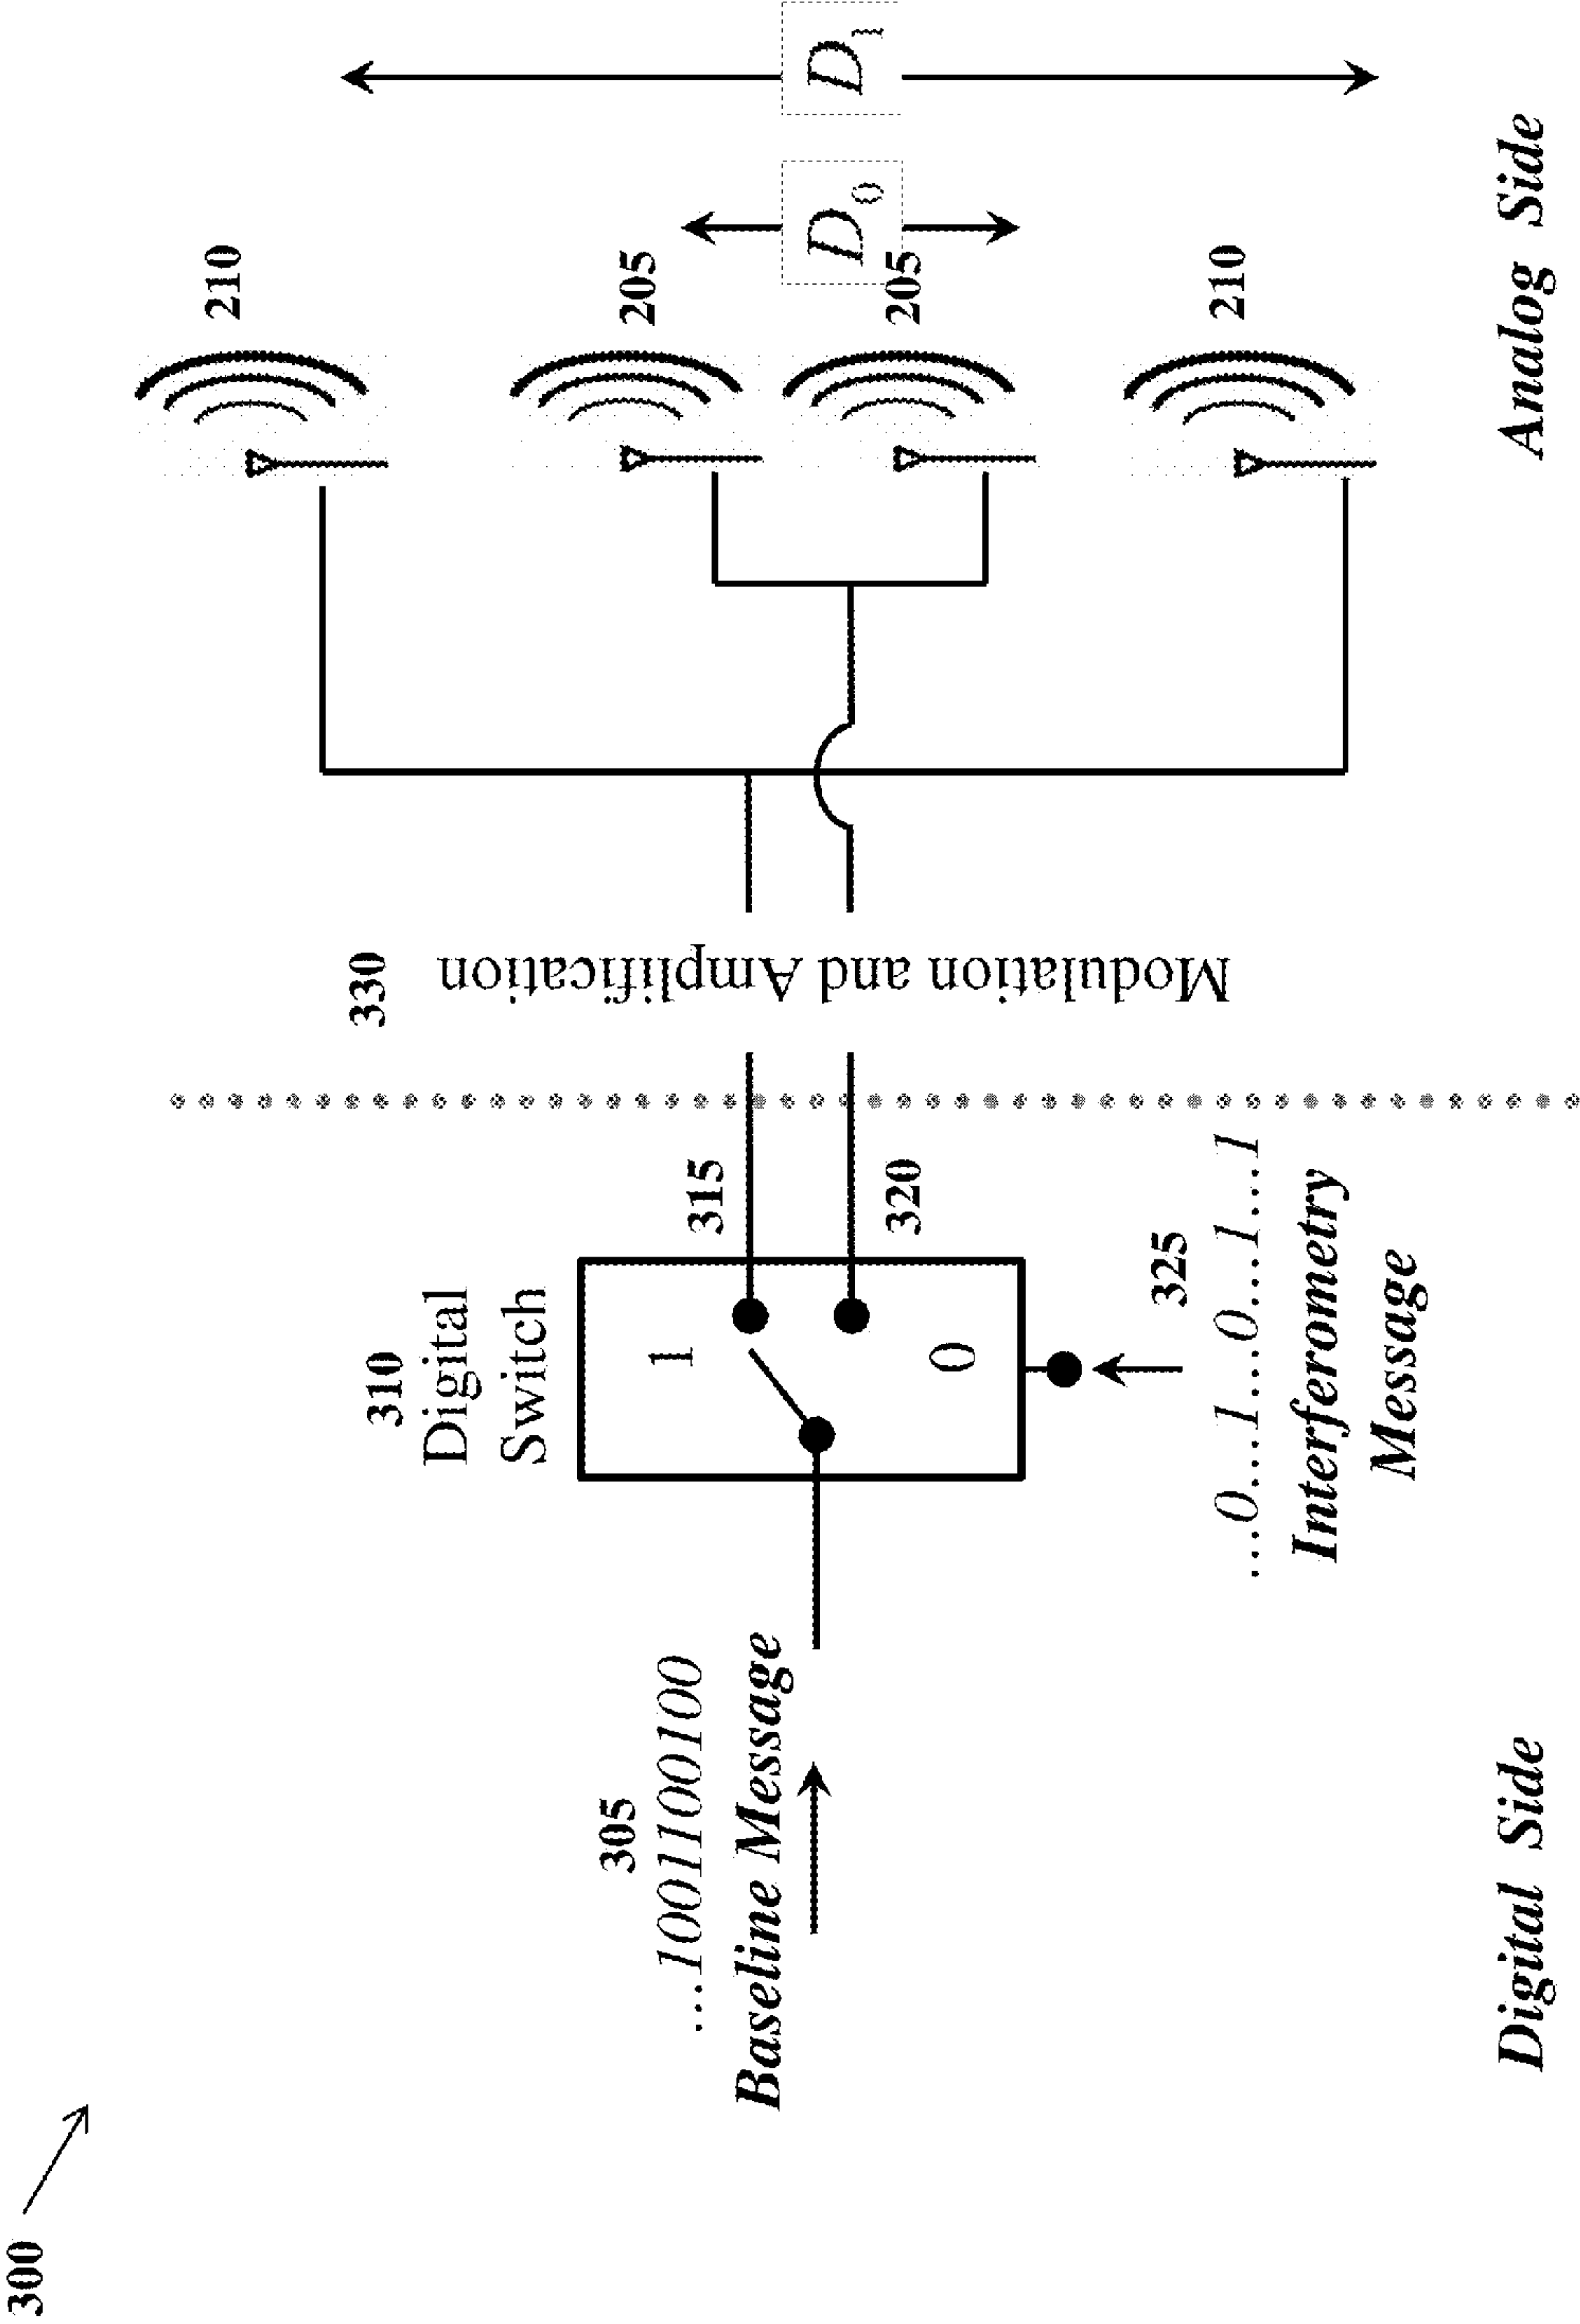 300
305
...1001100100
Baseline Message
310
Digital
Switch
1
0
315
320
325
...0...1...0...0...1...1
Interferometry
Message
330
Modulation and Amplification
210
205
205
210
D₀
D₁
Digital Side
Analog Side